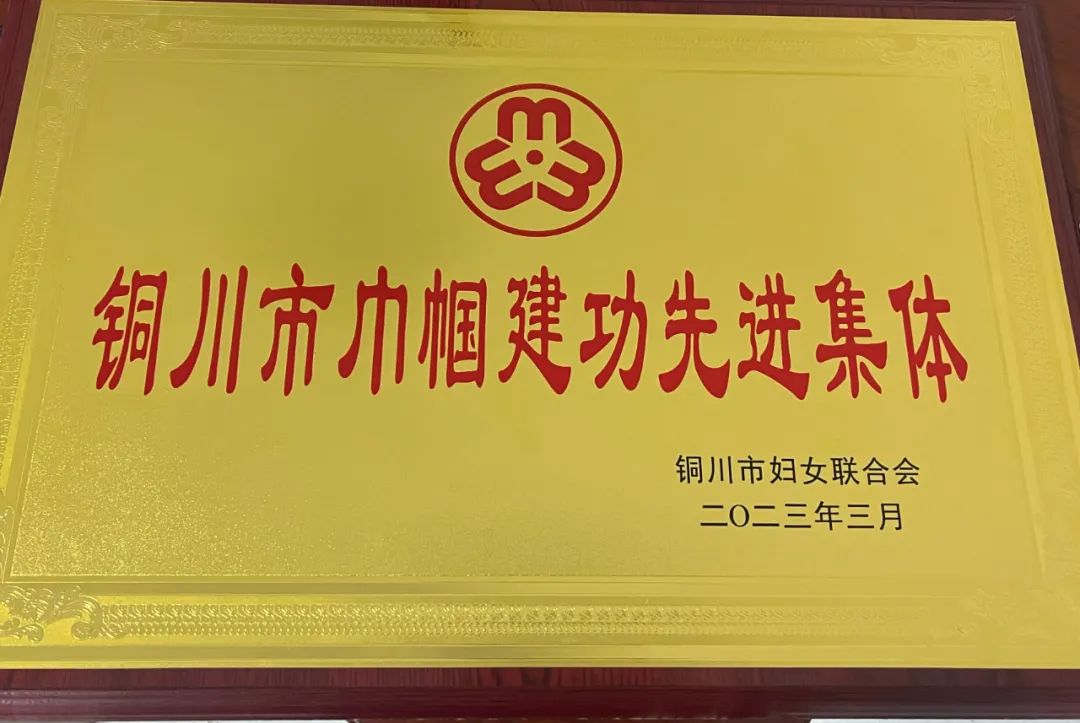 铜川市巾帼建功先进集体
铜川市妇女联合会
二〇二三年三月